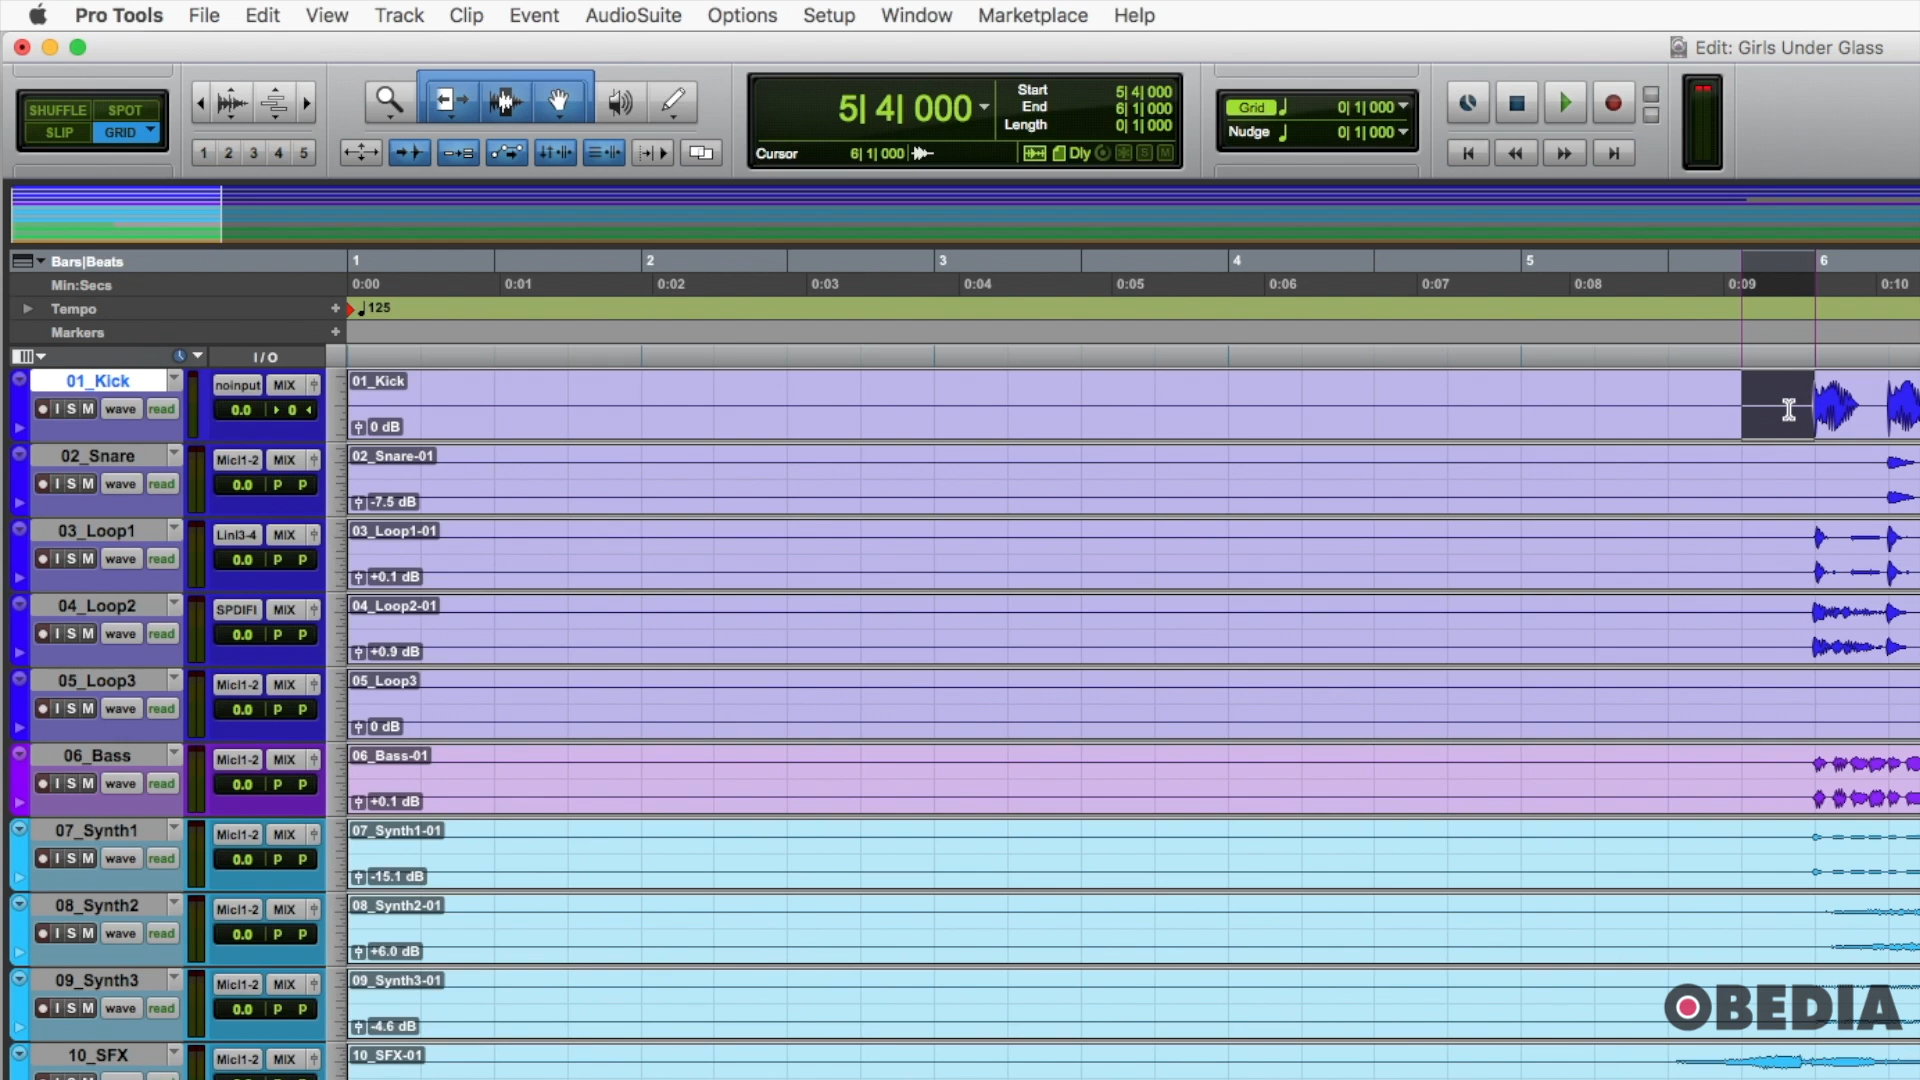 Pro Tools File Edit View Track Clip Event AudioSuite Options Setup Window Marketplace Help
Edit: Girls Under Glass
SHUFFLE SPOT
SLIP GRID
1 2 3 4 5
5| 4| 000
Start 5| 4| 000
End 6| 1| 000
Length 0| 1| 000
Cursor 6| 1| 000 Dly S M
Grid 0| 1| 000
Nudge 0| 1| 000
Bars|Beats 1 2 3 4 5 6
Min:Secs 0:00 0:01 0:02 0:03 0:04 0:05 0:06 0:07 0:08 0:09 0:10
Tempo + 125
Markers +
I / O
01_Kick noinput MIX 01_Kick
I S M wave read 0.0 0 0 dB
02_Snare MicI1-2 MIX 02_Snare-01
I S M wave read 0.0 P P -7.5 dB
03_Loop1 LinI3-4 MIX 03_Loop1-01
I S M wave read 0.0 P P +0.1 dB
04_Loop2 SPDIFI MIX 04_Loop2-01
I S M wave read 0.0 P P +0.9 dB
05_Loop3 MicI1-2 MIX 05_Loop3
I S M wave read 0.0 P P 0 dB
06_Bass MicI1-2 MIX 06_Bass-01
I S M wave read 0.0 P P +0.1 dB
07_Synth1 MicI1-2 MIX 07_Synth1-01
I S M wave read 0.0 P P -15.1 dB
08_Synth2 MicI1-2 MIX 08_Synth2-01
I S M wave read 0.0 P P +6.0 dB
09_Synth3 MicI1-2 MIX 09_Synth3-01
I S M wave read 0.0 P P -4.6 dB
OBEDIA
10_SFX MicI1-2 MIX 10_SFX-01